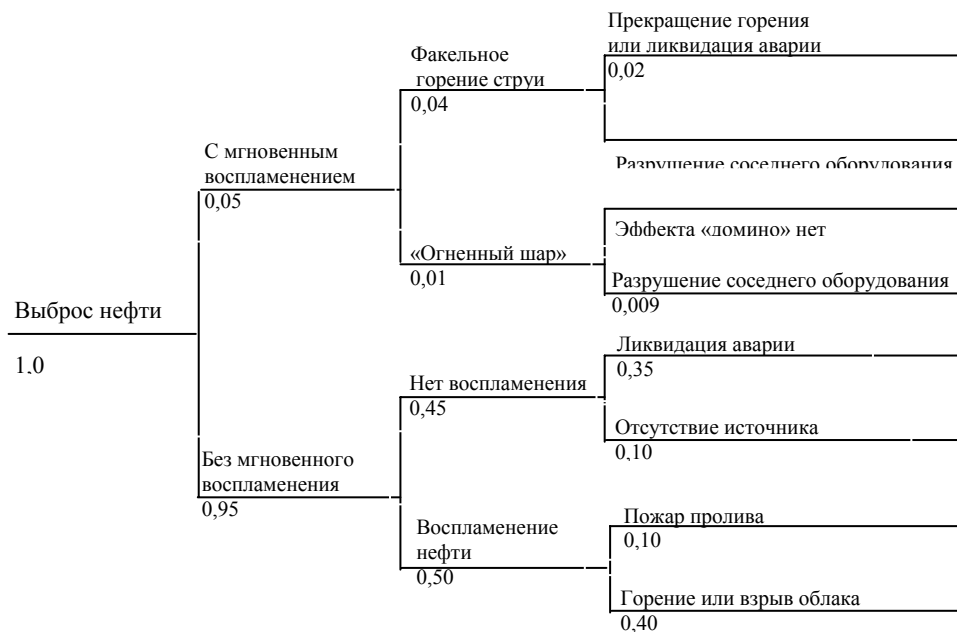 Прекращение горения
или ликвидация аварии
0,02
Факельное
горение струи
0,04
С мгновенным
воспламенением
0,05
Разрушение соседнего оборудования
Эффекта «домино» нет
«Огненный шар»
0,01
Разрушение соседнего оборудования
0,009
Выброс нефти
1,0
Ликвидация аварии
0,35
Нет воспламенения
0,45
Отсутствие источника
0,10
Без мгновенного
воспламенения
0,95
Воспламенение
нефти
0,50
Пожар пролива
0,10
Горение или взрыв облака
0,40